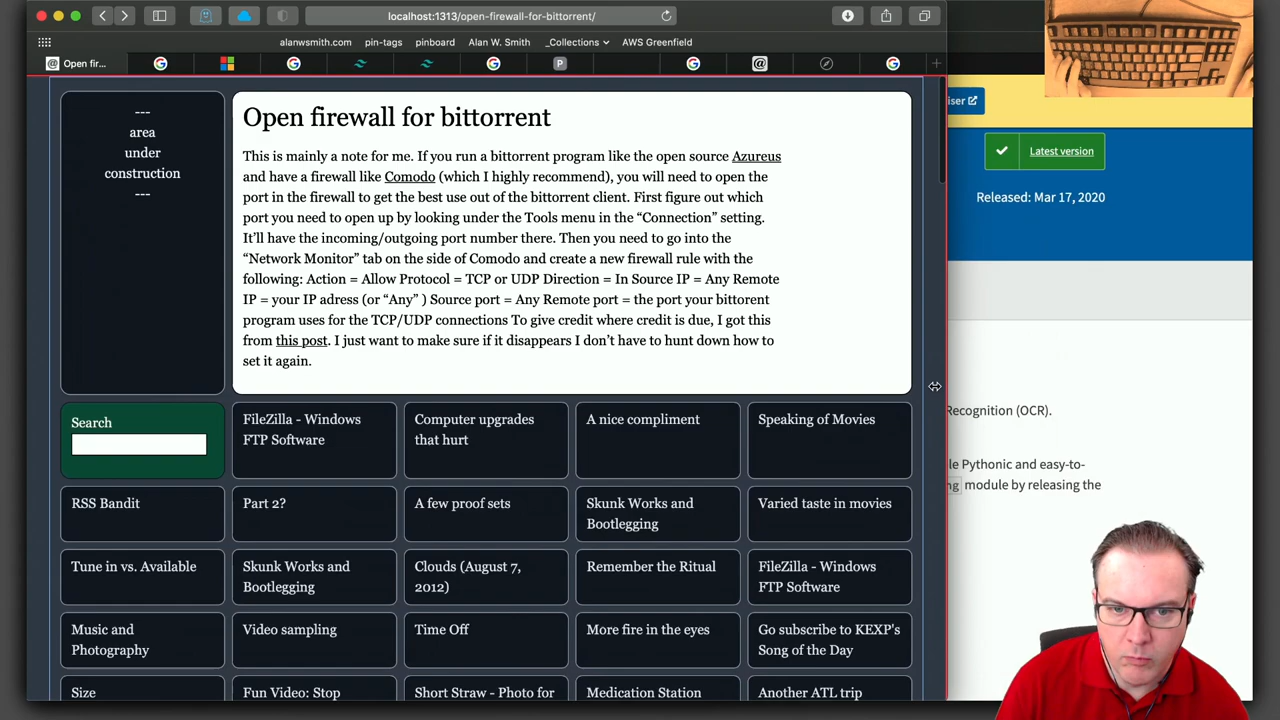 localhost:1313/open-firewall-for-bittorrent/
alanwsmith.com pin-tags pinboard Alan W. Smith _Collections AWS Greenfield
@ Open fir... P @
iser
Latest version
Released: Mar 17, 2020
---
area
under
construction
---
Open firewall for bittorrent
This is mainly a note for me. If you run a bittorrent program like the open source Azureus
and have a firewall like Comodo (which I highly recommend), you will need to open the
port in the firewall to get the best use out of the bittorrent client. First figure out which
port you need to open up by looking under the Tools menu in the “Connection” setting.
It’ll have the incoming/outgoing port number there. Then you need to go into the
“Network Monitor” tab on the side of Comodo and create a new firewall rule with the
following: Action = Allow Protocol = TCP or UDP Direction = In Source IP = Any Remote
IP = your IP adress (or “Any” ) Source port = Any Remote port = the port your bittorent
program uses for the TCP/UDP connections To give credit where credit is due, I got this
from this post. I just want to make sure if it disappears I don’t have to hunt down how to
set it again.
Recognition (OCR).
le Pythonic and easy-to-
ng module by releasing the
Search
FileZilla - Windows
FTP Software
Computer upgrades
that hurt
A nice compliment
Speaking of Movies
RSS Bandit
Part 2?
A few proof sets
Skunk Works and
Bootlegging
Varied taste in movies
Tune in vs. Available
Skunk Works and
Bootlegging
Clouds (August 7,
2012)
Remember the Ritual
FileZilla - Windows
FTP Software
Music and
Photography
Video sampling
Time Off
More fire in the eyes
Go subscribe to KEXP's
Song of the Day
Size
Fun Video: Stop
Short Straw - Photo for
Medication Station
Another ATL trip